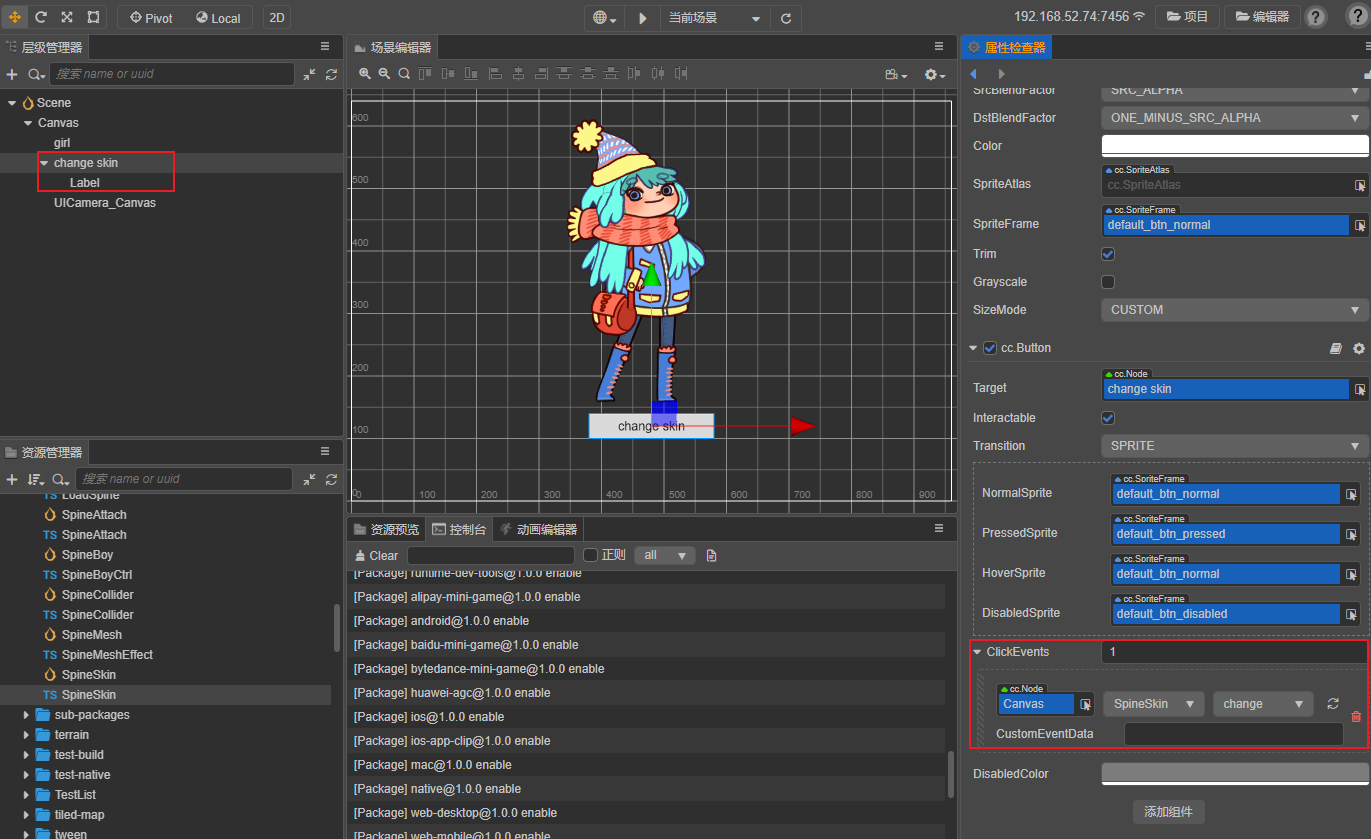 Pivot
Local
2D
当前场景
192.168.52.74:7456
项目
编辑器
层级管理器
搜索 name or uuid
Scene
Canvas
girl
change skin
Label
UICamera_Canvas
资源管理器
搜索 name or uuid
LoadSpine
SpineAttach
TS SpineAttach
SpineBoy
TS SpineBoyCtrl
SpineCollider
TS SpineCollider
SpineMesh
TS SpineMeshEffect
SpineSkin
TS SpineSkin
sub-packages
terrain
test-build
test-native
TestList
tiled-map
tween
场景编辑器
600
500
400
300
200
100
0
0
100
200
300
400
500
600
700
800
900
change skin
资源预览
控制台
动画编辑器
Clear
正则
all
[Package] runtime-dev-tools@1.0.0 enable
[Package] alipay-mini-game@1.0.0 enable
[Package] android@1.0.0 enable
[Package] baidu-mini-game@1.0.0 enable
[Package] bytedance-mini-game@1.0.0 enable
[Package] huawei-agc@1.0.0 enable
[Package] ios@1.0.0 enable
[Package] ios-app-clip@1.0.0 enable
[Package] mac@1.0.0 enable
[Package] native@1.0.0 enable
[Package] web-desktop@1.0.0 enable
[Package] web-mobile@1.0.0 enable
属性检查器
SrcBlendFactor SRC_ALPHA
DstBlendFactor ONE_MINUS_SRC_ALPHA
Color
cc.SpriteAtlas
SpriteAtlas cc.SpriteAtlas
cc.SpriteFrame
SpriteFrame default_btn_normal
Trim
Grayscale
SizeMode CUSTOM
cc.Button
cc.Node
Target change skin
Interactable
Transition SPRITE
cc.SpriteFrame
NormalSprite default_btn_normal
cc.SpriteFrame
PressedSprite default_btn_pressed
cc.SpriteFrame
HoverSprite default_btn_normal
cc.SpriteFrame
DisabledSprite default_btn_disabled
ClickEvents 1
cc.Node
Canvas SpineSkin change
CustomEventData
DisabledColor
添加组件